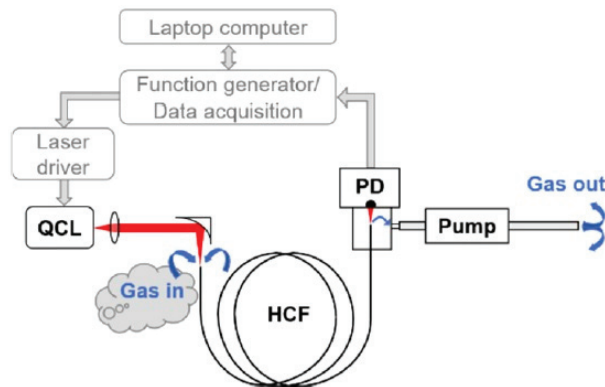 Laptop computer
Function generator/
Data acquisition
Laser
driver
QCL
PD
Gas out
Pump
Gas in
HCF